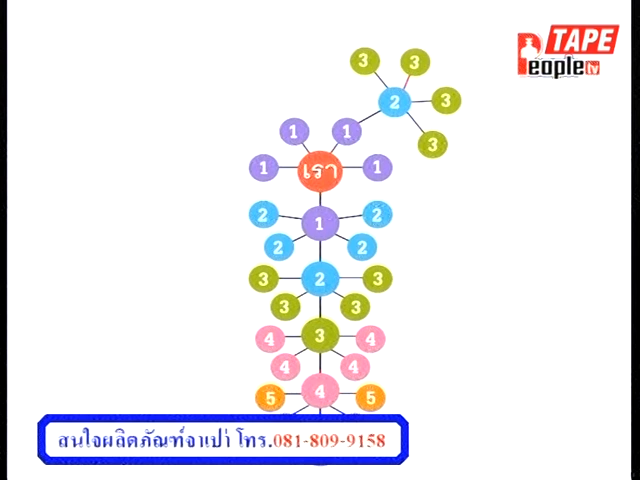 TAPE
People tv
3 3
2 3
3
1 1
1 เรา 1
2 1 2
2 2
3 2 3
3 3
4 3 4
4 4
5 4 5
สนใจผลิตภัณฑ์จาเปา โทร.081-809-9158